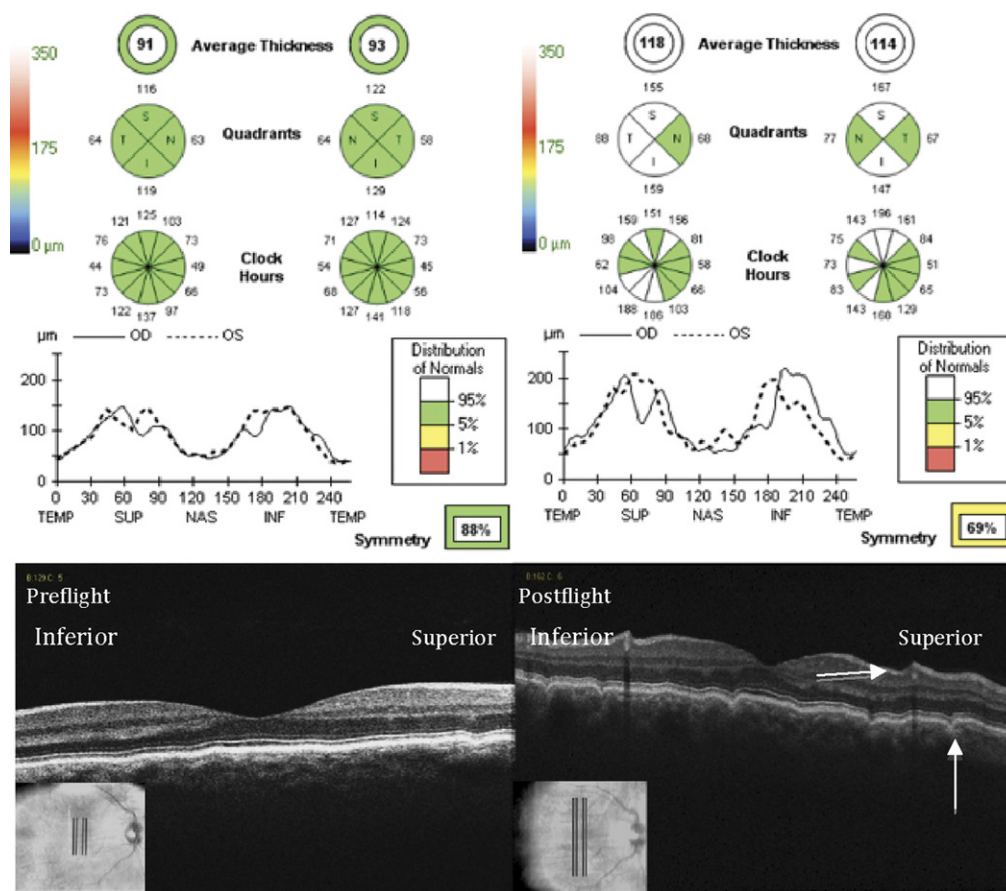 350
175
0 µm
91 Average Thickness 93
116 122
S S
64 T N 63 Quadrants 64 N T 58
I I
119 129
125 114
121 103 127 124
76 73 71 73
44 49 Clock Hours 54 45
73 66 68 56
122 97 127 118
137 141
µm OD OS
200
100
0
0 30 60 90 120 150 180 210
TEMP SUP NAS INF TEMP
Distribution
of Normals
95%
5%
1%
Symmetry 88%
350
175
0 µm
118 Average Thickness 114
155 167
S S
88 T N 68 Quadrants 77 N T 67
I I
159 147
151 196
159 156 143 161
98 81 75 84
62 58 Clock Hours 73 51
104 66 83 65
188 103 143 129
186 168
µm OD OS
200
100
0
0 30 60 90 120 150 180 210
TEMP SUP NAS INF TEMP
Distribution
of Normals
95%
5%
1%
Symmetry 69%
Preflight
Inferior Superior
Postflight
Inferior Superior